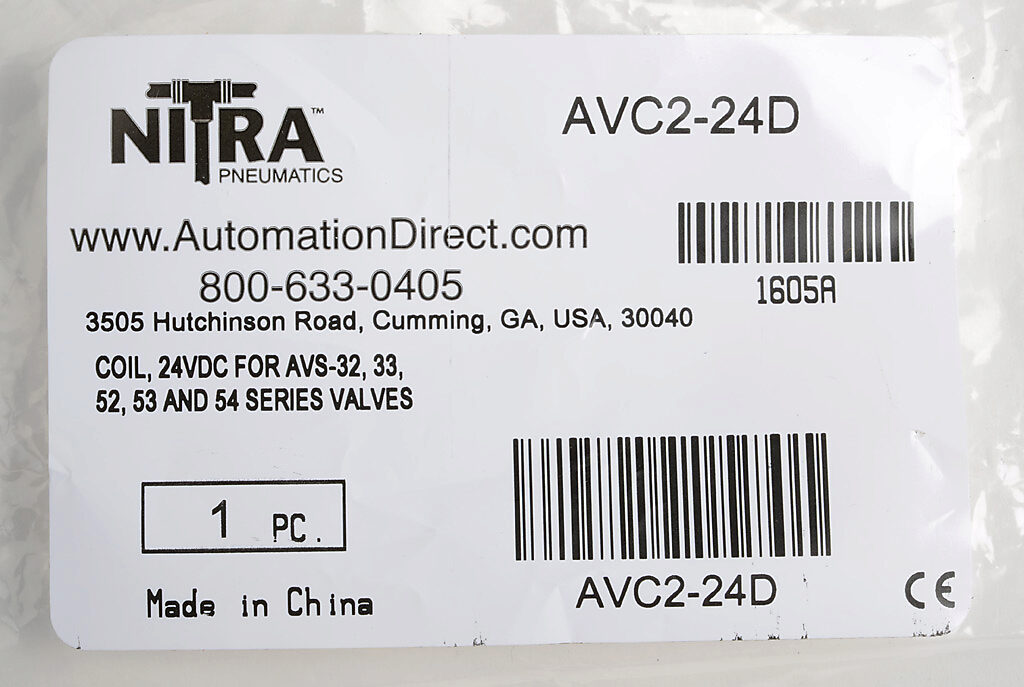 NITRA™
PNEUMATICS
AVC2-24D
www.AutomationDirect.com
800-633-0405
3505 Hutchinson Road, Cumming, GA, USA, 30040
1605A
COIL, 24VDC FOR AVS-32, 33,
52, 53 AND 54 SERIES VALVES
1 PC.
Made in China
AVC2-24D
CE